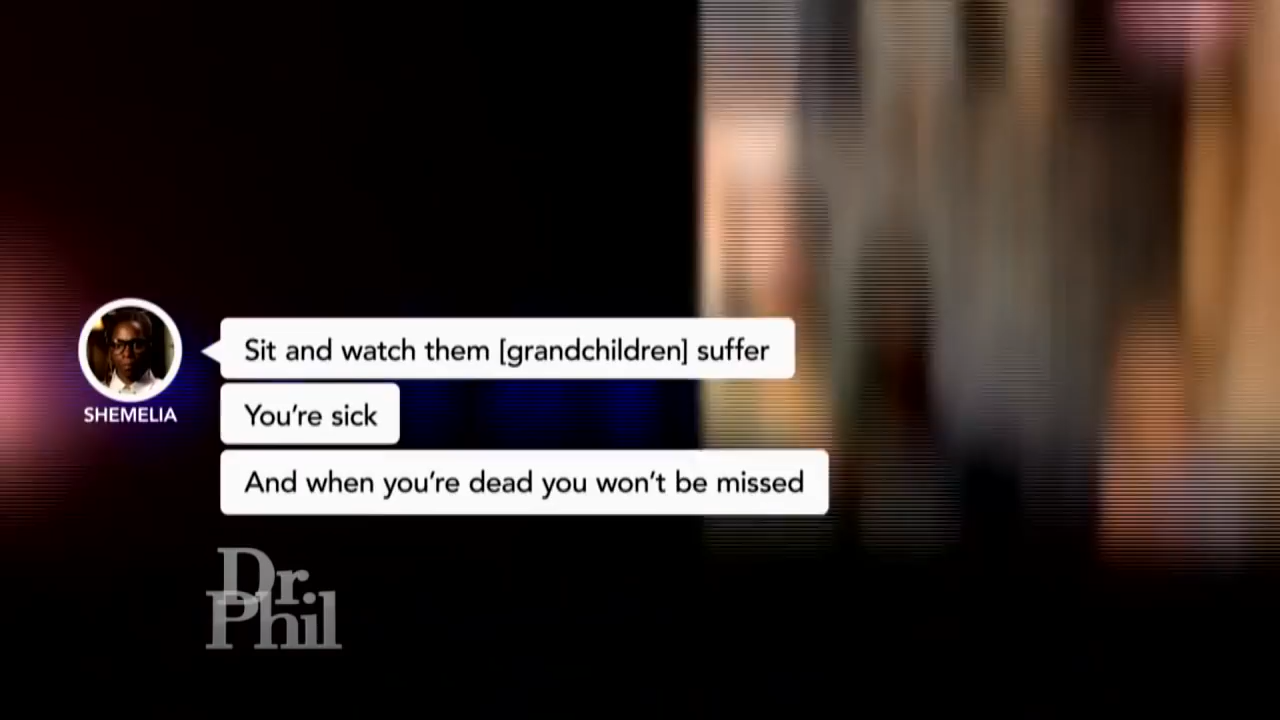 Sit and watch them [grandchildren] suffer
SHEMELIA
You’re sick
And when you’re dead you won’t be missed
Dr.
Phil